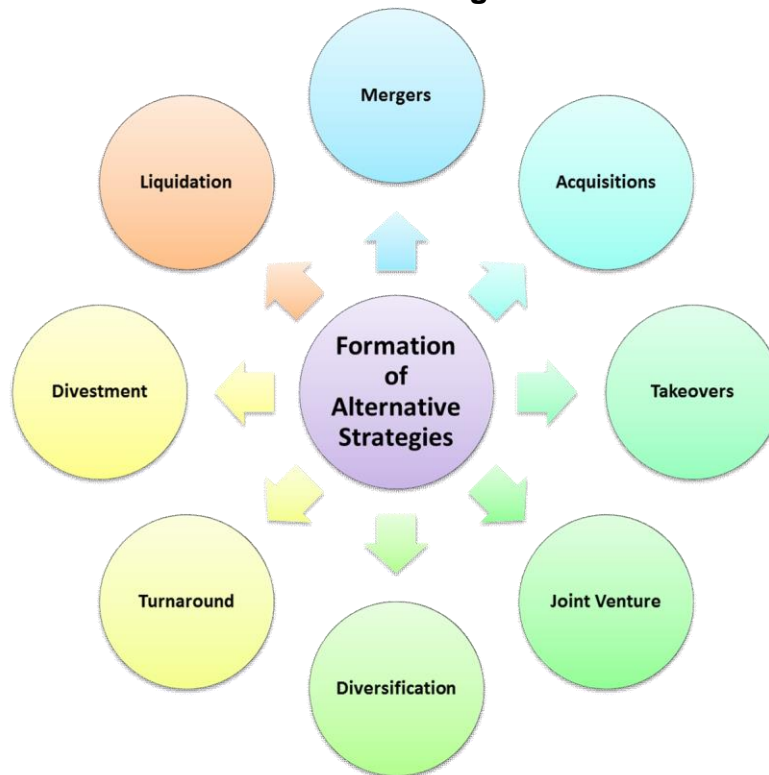 Mergers
Liquidation
Acquisitions
Formation
of
Alternative
Strategies
Divestment
Takeovers
Turnaround
Joint Venture
Diversification